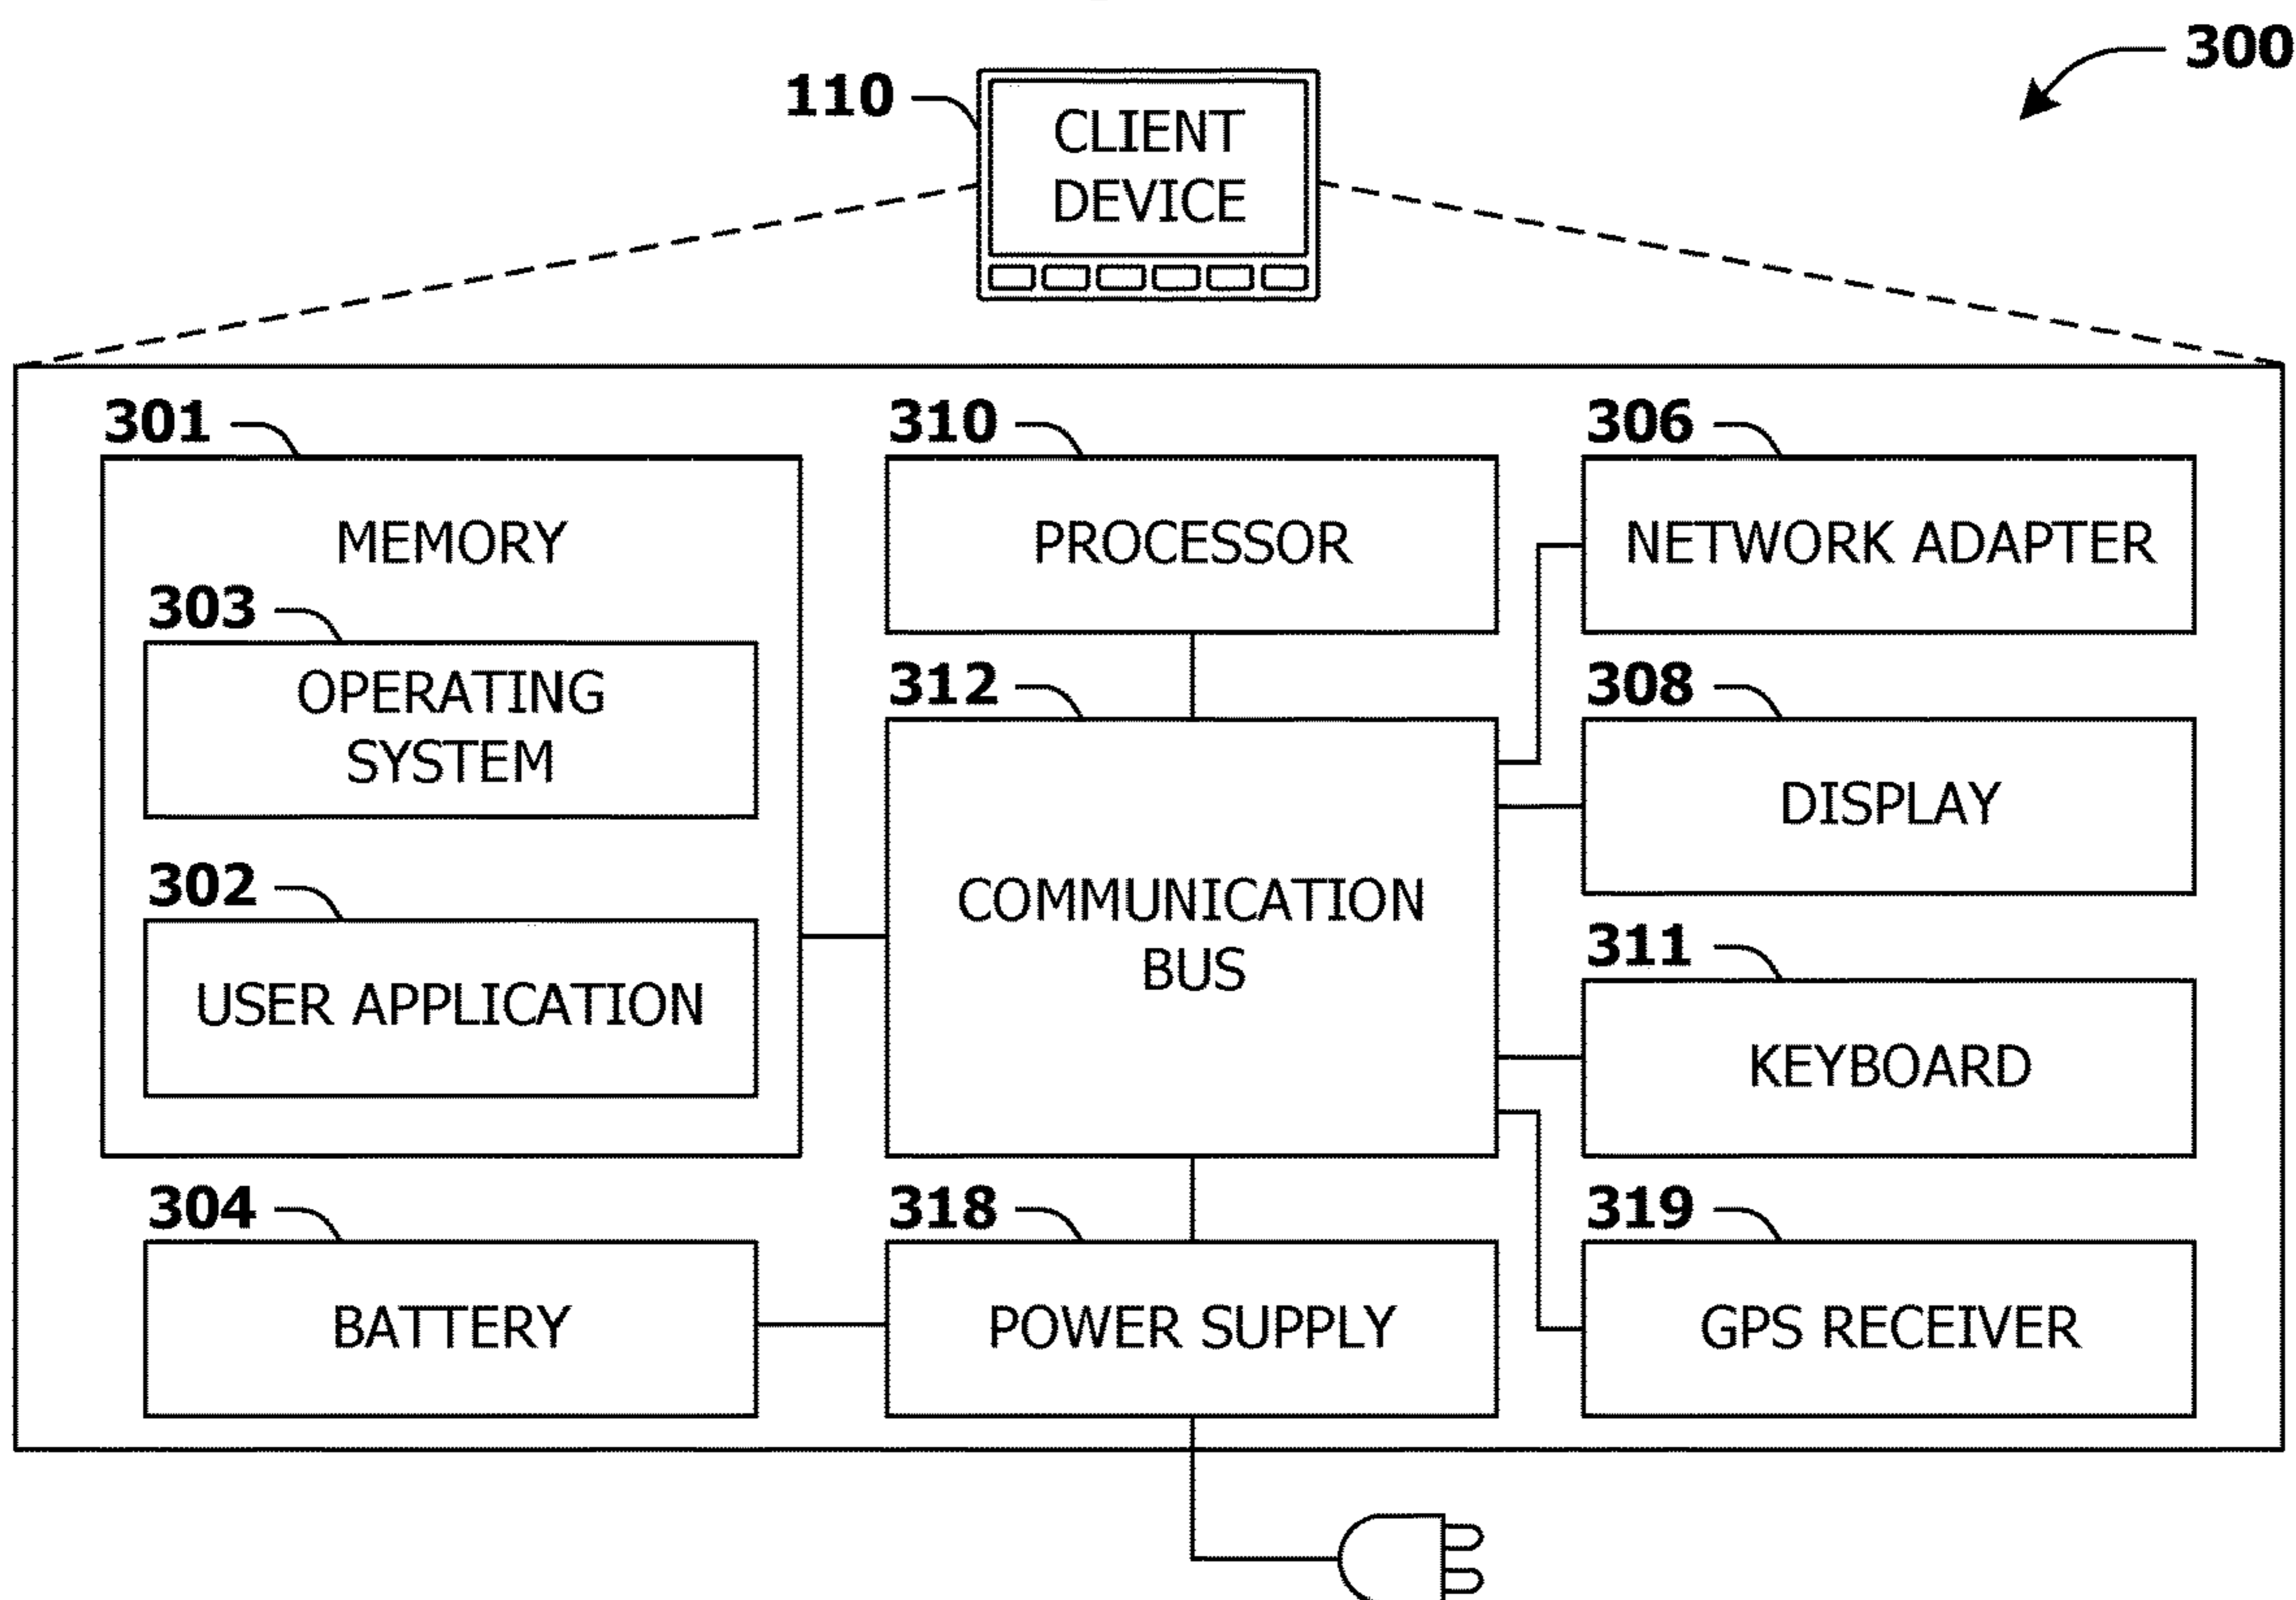 300
110
CLIENT
DEVICE
301
MEMORY
303
OPERATING
SYSTEM
302
USER APPLICATION
304
BATTERY
310
PROCESSOR
312
COMMUNICATION
BUS
318
POWER SUPPLY
306
NETWORK ADAPTER
308
DISPLAY
311
KEYBOARD
319
GPS RECEIVER